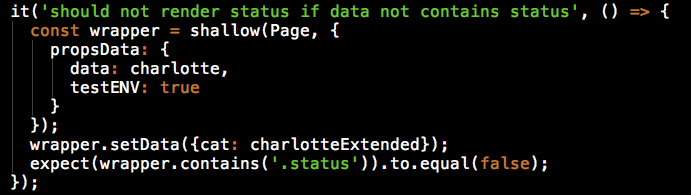 it('should not render status if data not contains status', () => {
  const wrapper = shallow(Page, {
    propsData: {
      data: charlotte,
      testENV: true
    }
  });
  wrapper.setData({cat: charlotteExtended});
  expect(wrapper.contains('.status')).to.equal(false);
});